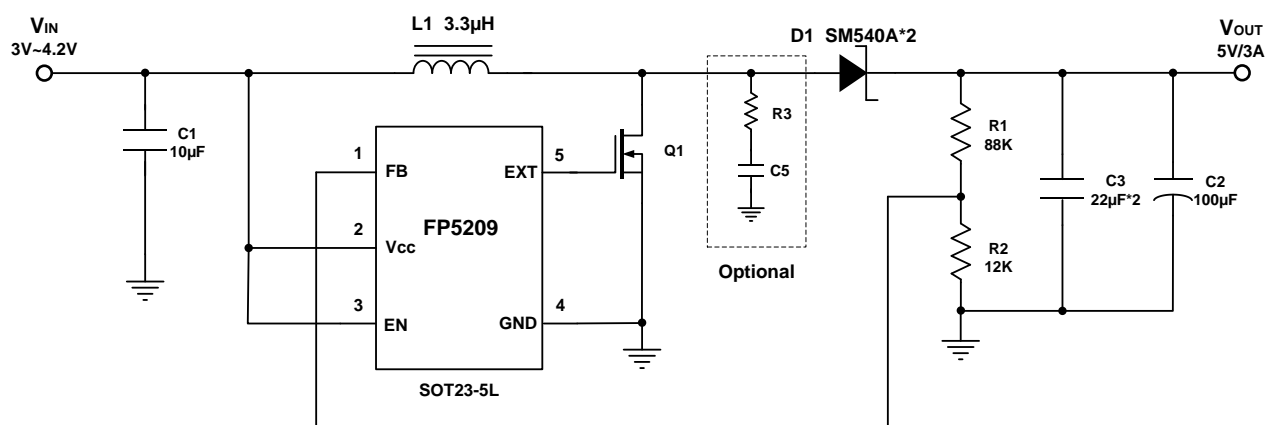 L1 3.3µH
VIN
3V~4.2V
D1 SM540A*2
VOUT
5V/3A
C1
10µF
R3
C5
Optional
R1
88K
R2
12K
C3
22µF*2
C2
100µF
Q1
1
FB
5
EXT
FP5209
2
Vcc
3
EN
4
GND
SOT23-5L